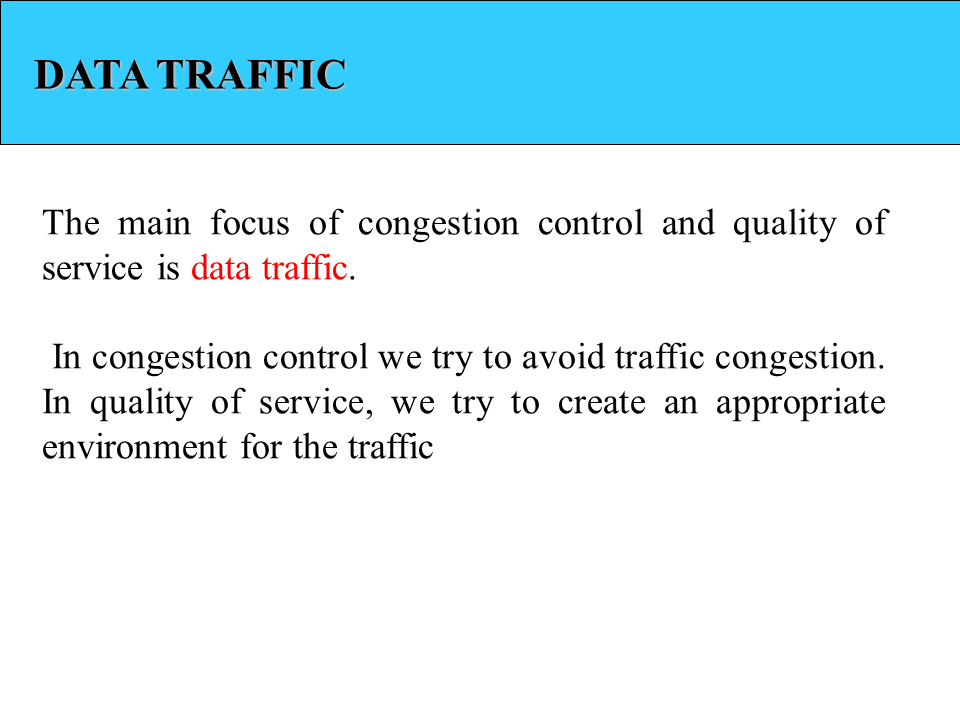 DATA TRAFFIC
The main focus of congestion control and quality of
service is data traffic.
In congestion control we try to avoid traffic congestion.
In quality of service, we try to create an appropriate
environment for the traffic